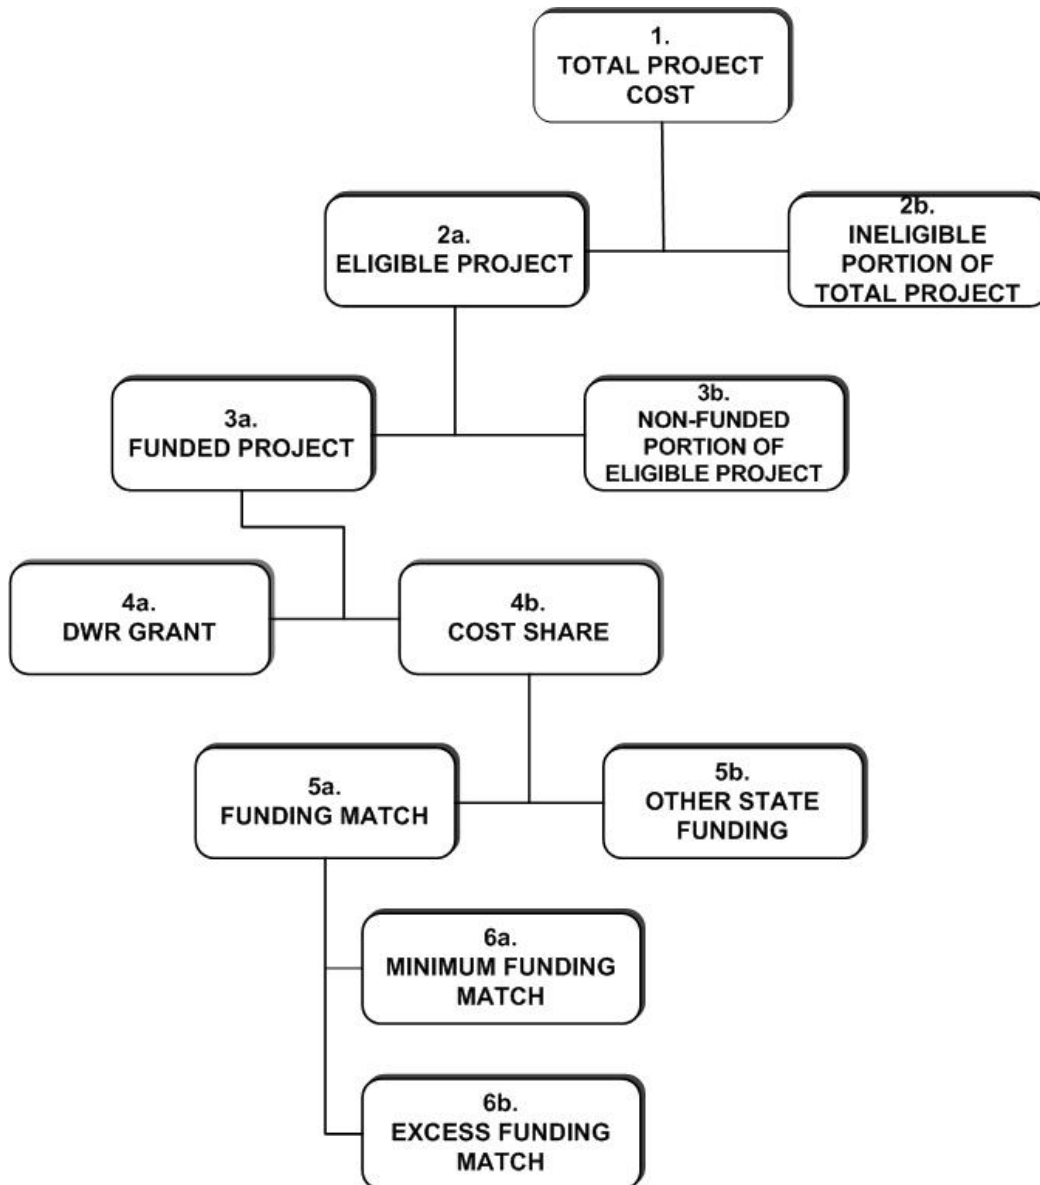 1.
TOTAL PROJECT
COST
2a.
ELIGIBLE PROJECT
2b.
INELIGIBLE
PORTION OF
TOTAL PROJECT
3a.
FUNDED PROJECT
3b.
NON-FUNDED
PORTION OF
ELIGIBLE PROJECT
4a.
DWR GRANT
4b.
COST SHARE
5a.
FUNDING MATCH
5b.
OTHER STATE
FUNDING
6a.
MINIMUM FUNDING
MATCH
6b.
EXCESS FUNDING
MATCH